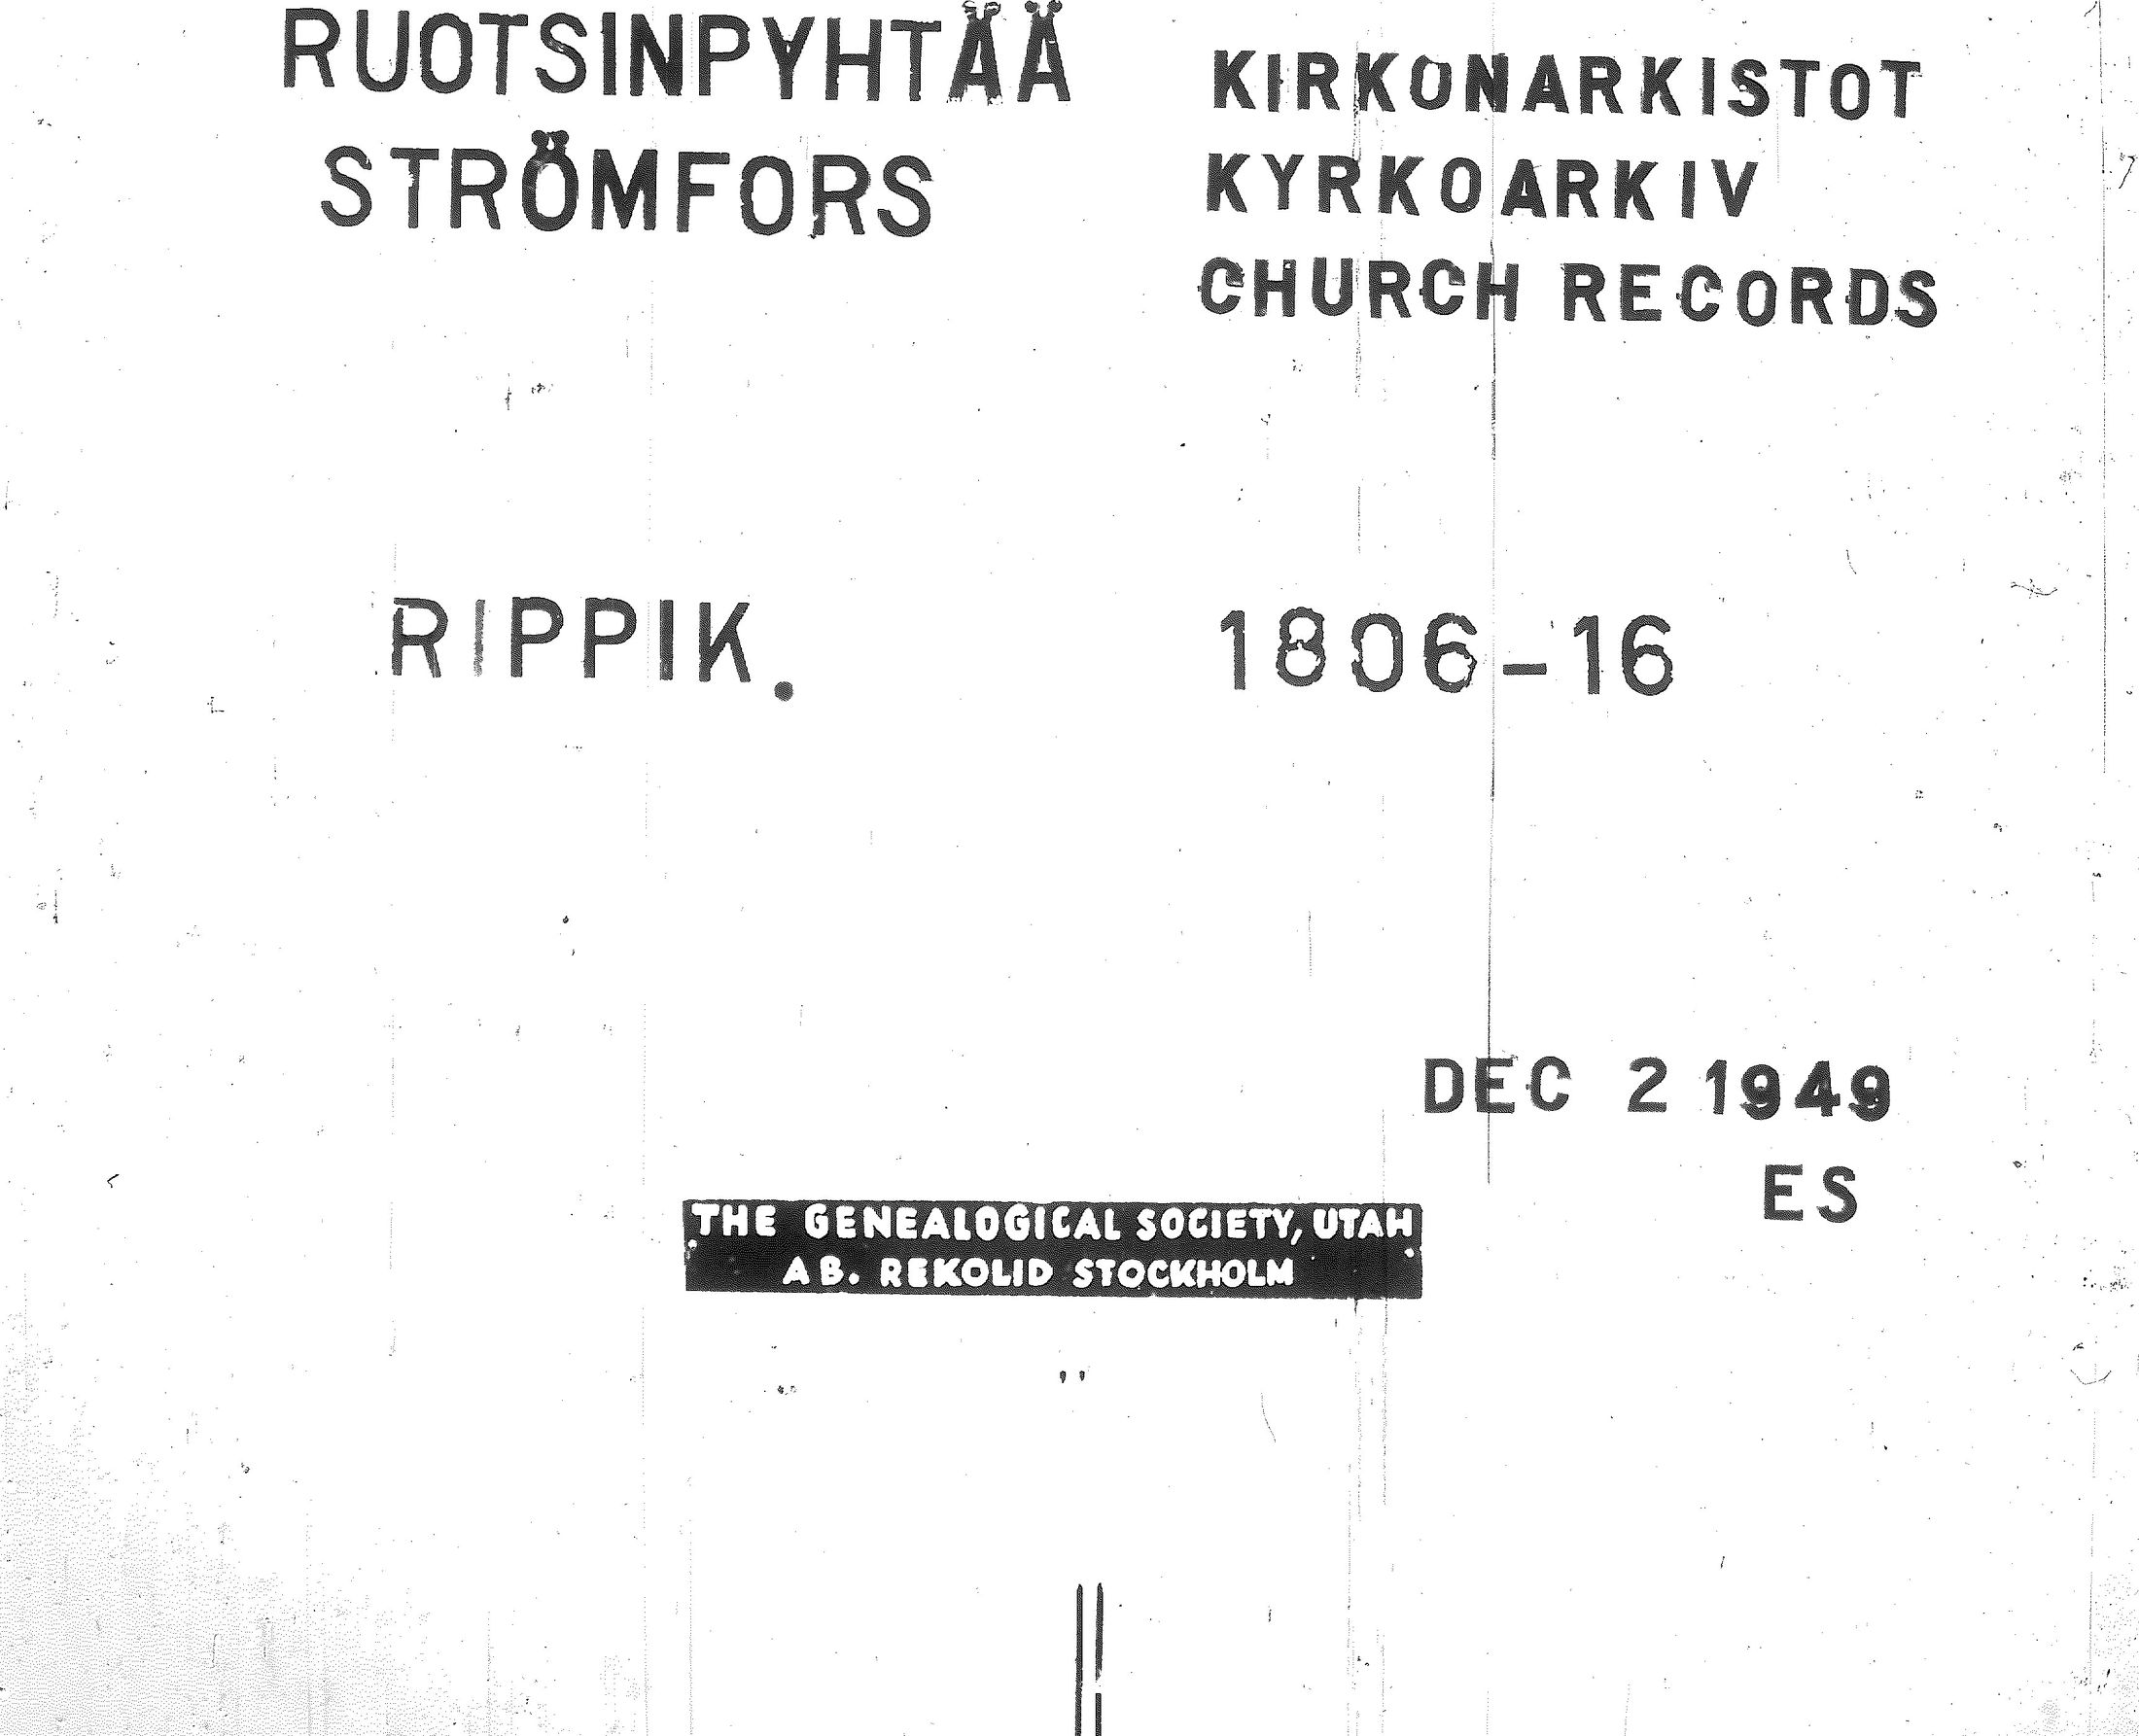 RUOTSINPYHTÄÄ
STRÖMFORS
KIRKONARKISTOT
KYRKOARKIV
CHURCH RECORDS
RIPPIK. 1806-16
DEC 2 1949
ES
THE GENEALOGICAL SOCIETY, UTAH
AB. REKOLID STOCKHOLM